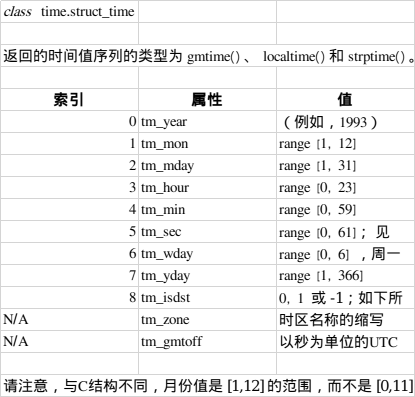 class time.struct_time
返回的时间值序列的类型为 gmtime() 、 localtime() 和 strptime() 。
索引 属性 值
0 tm_year （例如，1993）
1 tm_mon range [1, 12]
2 tm_mday range [1, 31]
3 tm_hour range [0, 23]
4 tm_min range [0, 59]
5 tm_sec range [0, 61]； 见
6 tm_wday range [0, 6] ，周一
7 tm_yday range [1, 366]
8 tm_isdst 0, 1 或 -1；如下所
N/A tm_zone 时区名称的缩写
N/A tm_gmtoff 以秒为单位的UTC
请注意，与C结构不同，月份值是 [1,12] 的范围，而不是 [0,11]